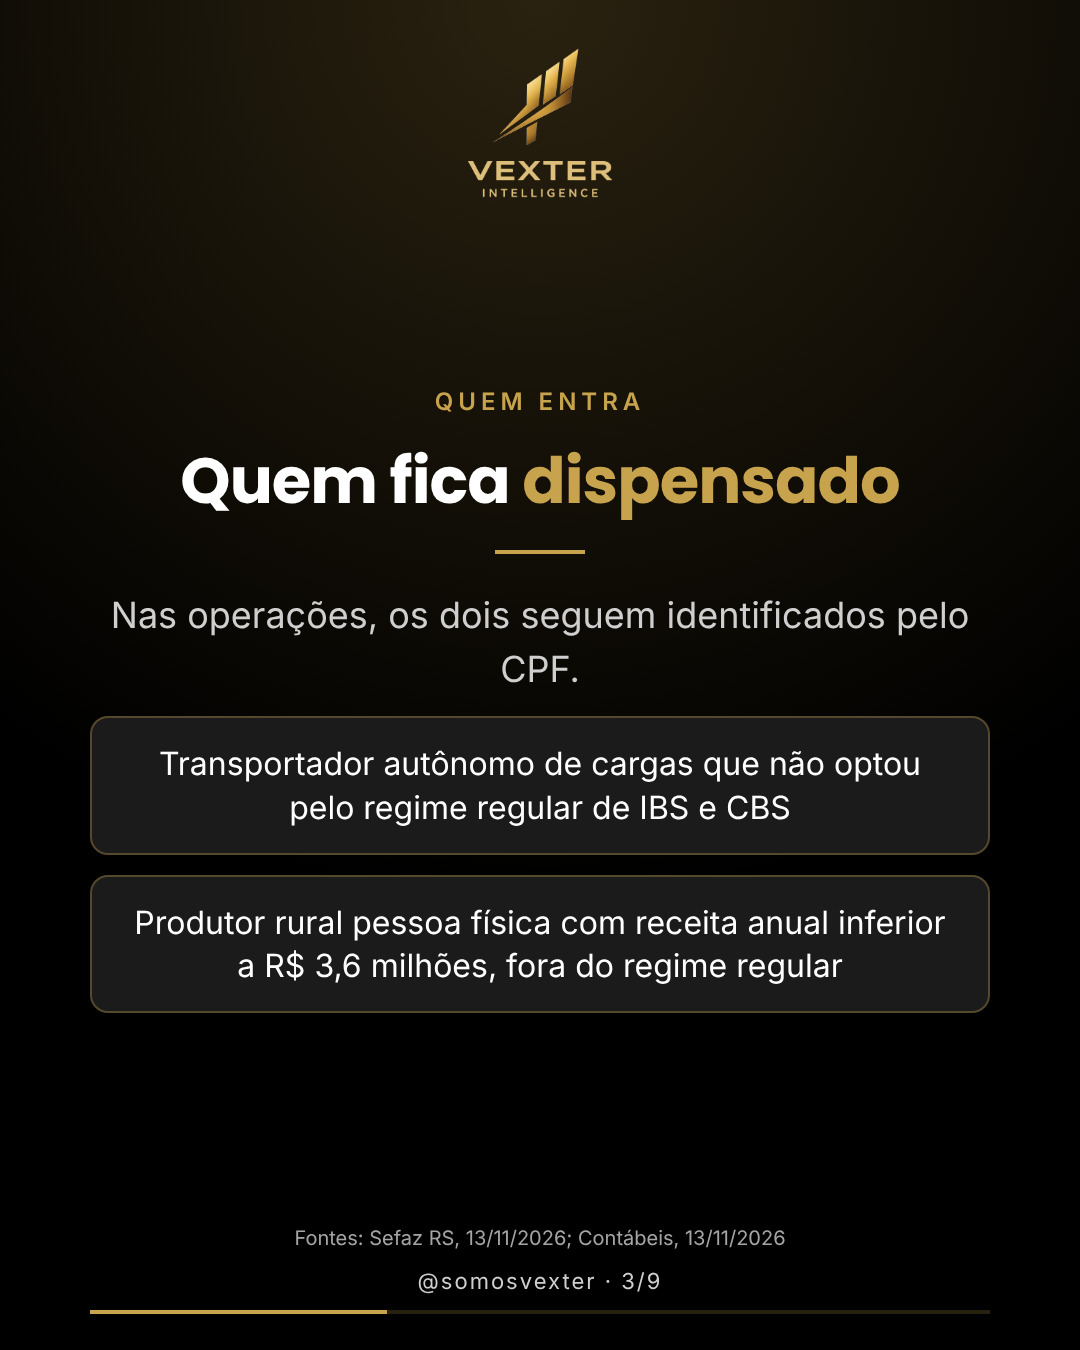 VEXTER
INTELLIGENCE
QUEM ENTRA
Quem fica dispensado
Nas operações, os dois seguem identificados pelo
CPF.
Transportador autônomo de cargas que não optou
pelo regime regular de IBS e CBS
Produtor rural pessoa física com receita anual inferior
a R$ 3,6 milhões, fora do regime regular
Fontes: Sefaz RS, 13/11/2026; Contábeis, 13/11/2026
@somosvexter · 3/9